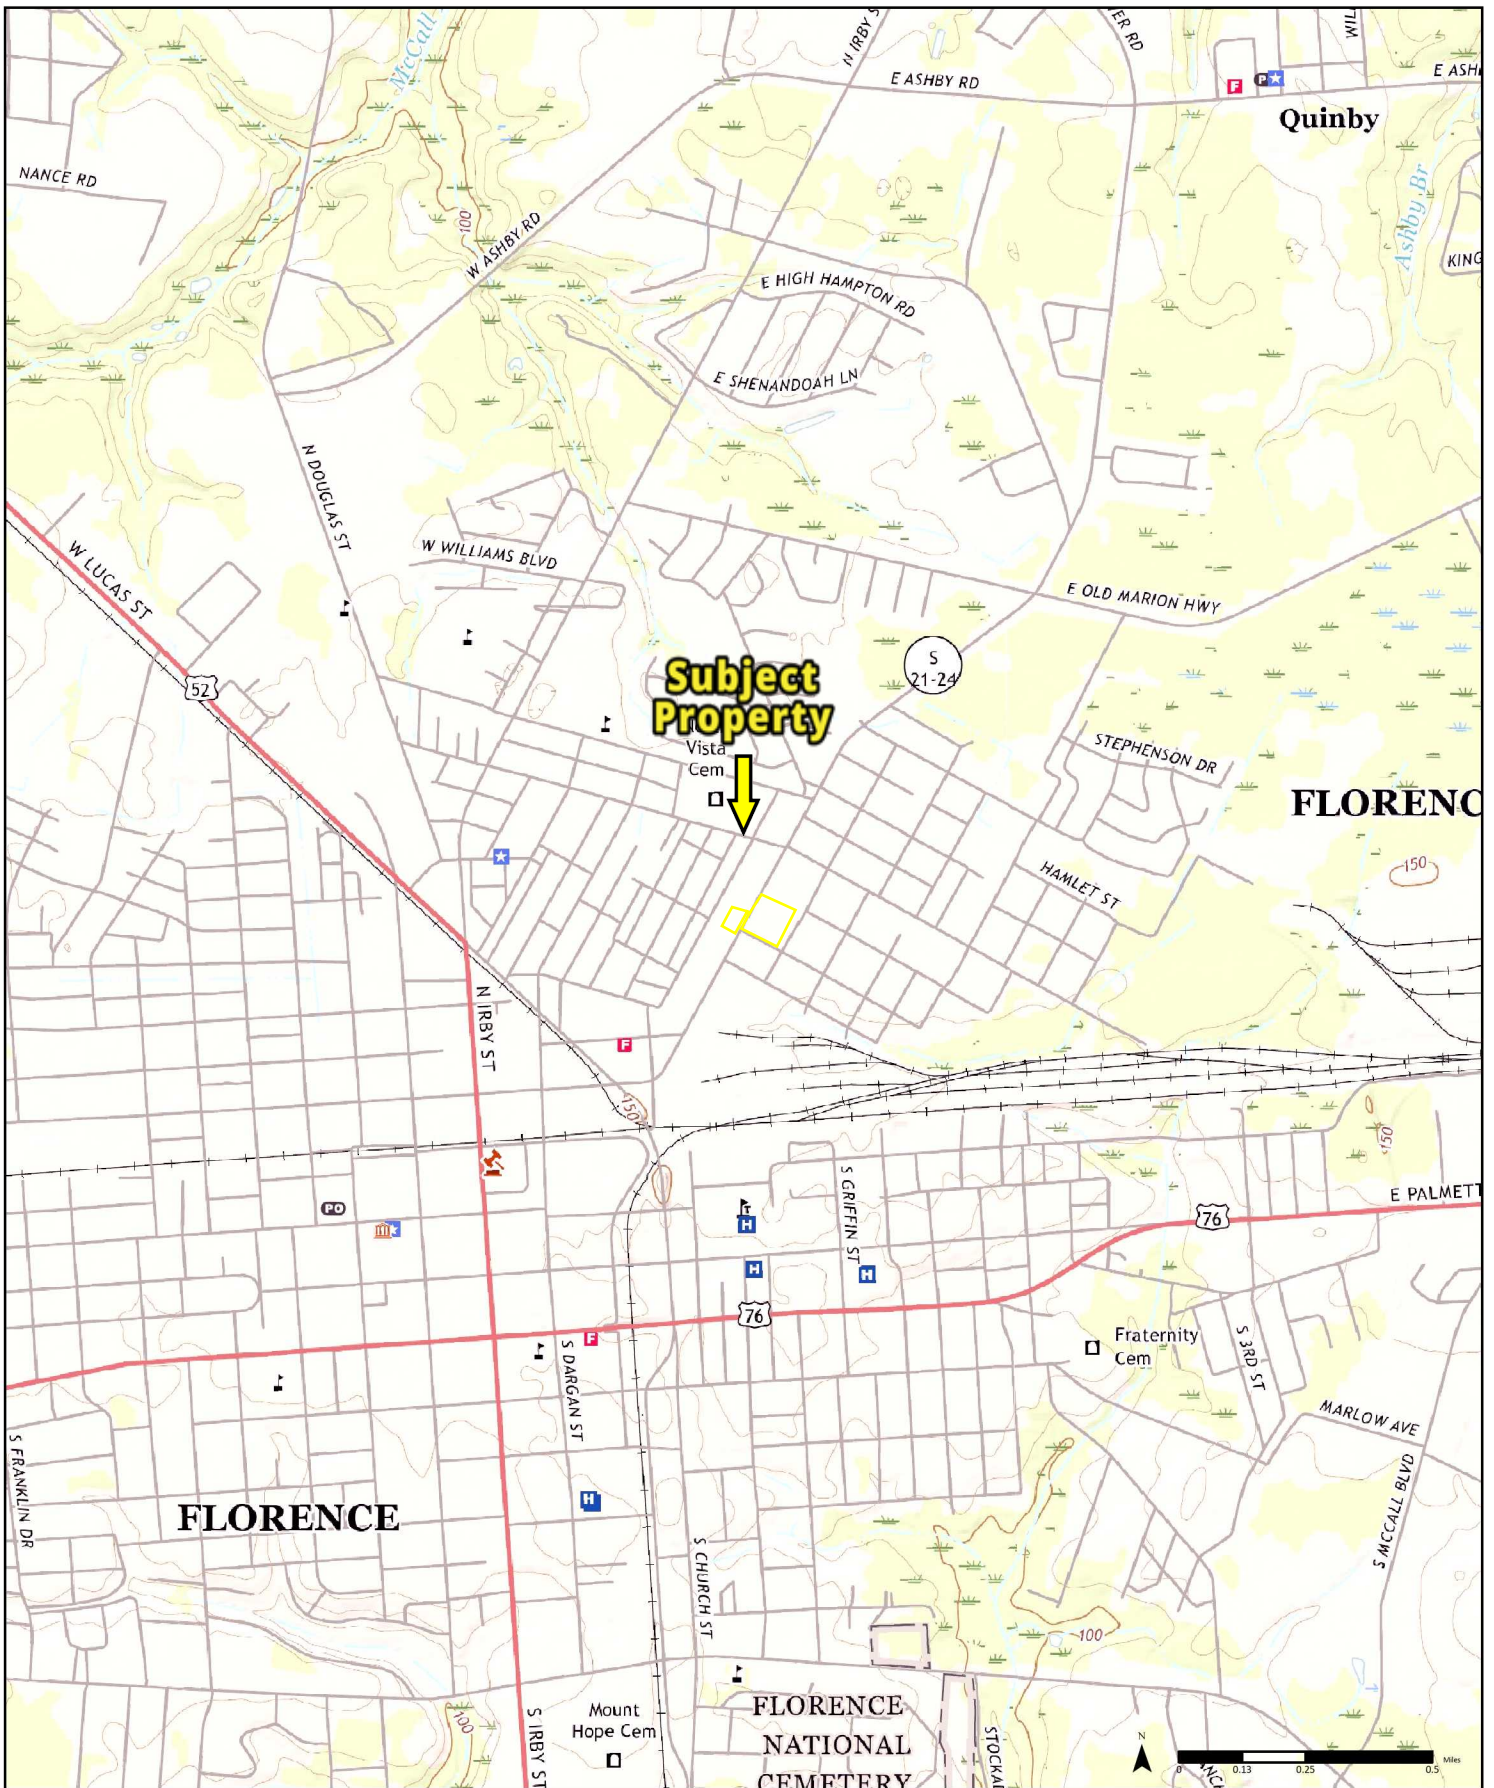 McCall
N IRBY S
ER RD
E ASHBY RD
F
P
E ASH
Quinby
NANCE RD
100
W ASHBY RD
Ashby Br
KING
E HIGH HAMPTON RD
E SHENANDOAH LN
N DOUGLAS ST
W WILLIAMS BLVD
W LUCAS ST
E OLD MARION HWY
52
S
21-24
Subject
Property
Vista
Cem
STEPHENSON DR
FLORENC
150
HAMLET ST
N IRBY ST
F
150
150
S GRIFFIN ST
PO
T
H
E PALMETT
76
H
H
76
F
S DARGAN ST
Fraternity
Cem
S 3RD ST
MARLOW AVE
S FRANKLIN DR
S MCCALL BLVD
H
FLORENCE
S CHURCH ST
100
100
S IRBY ST
Mount
Hope Cem
FLORENCE
NATIONAL
CEMETERY
STOCKAD
N
0
0.13
0.25
0.5
Miles